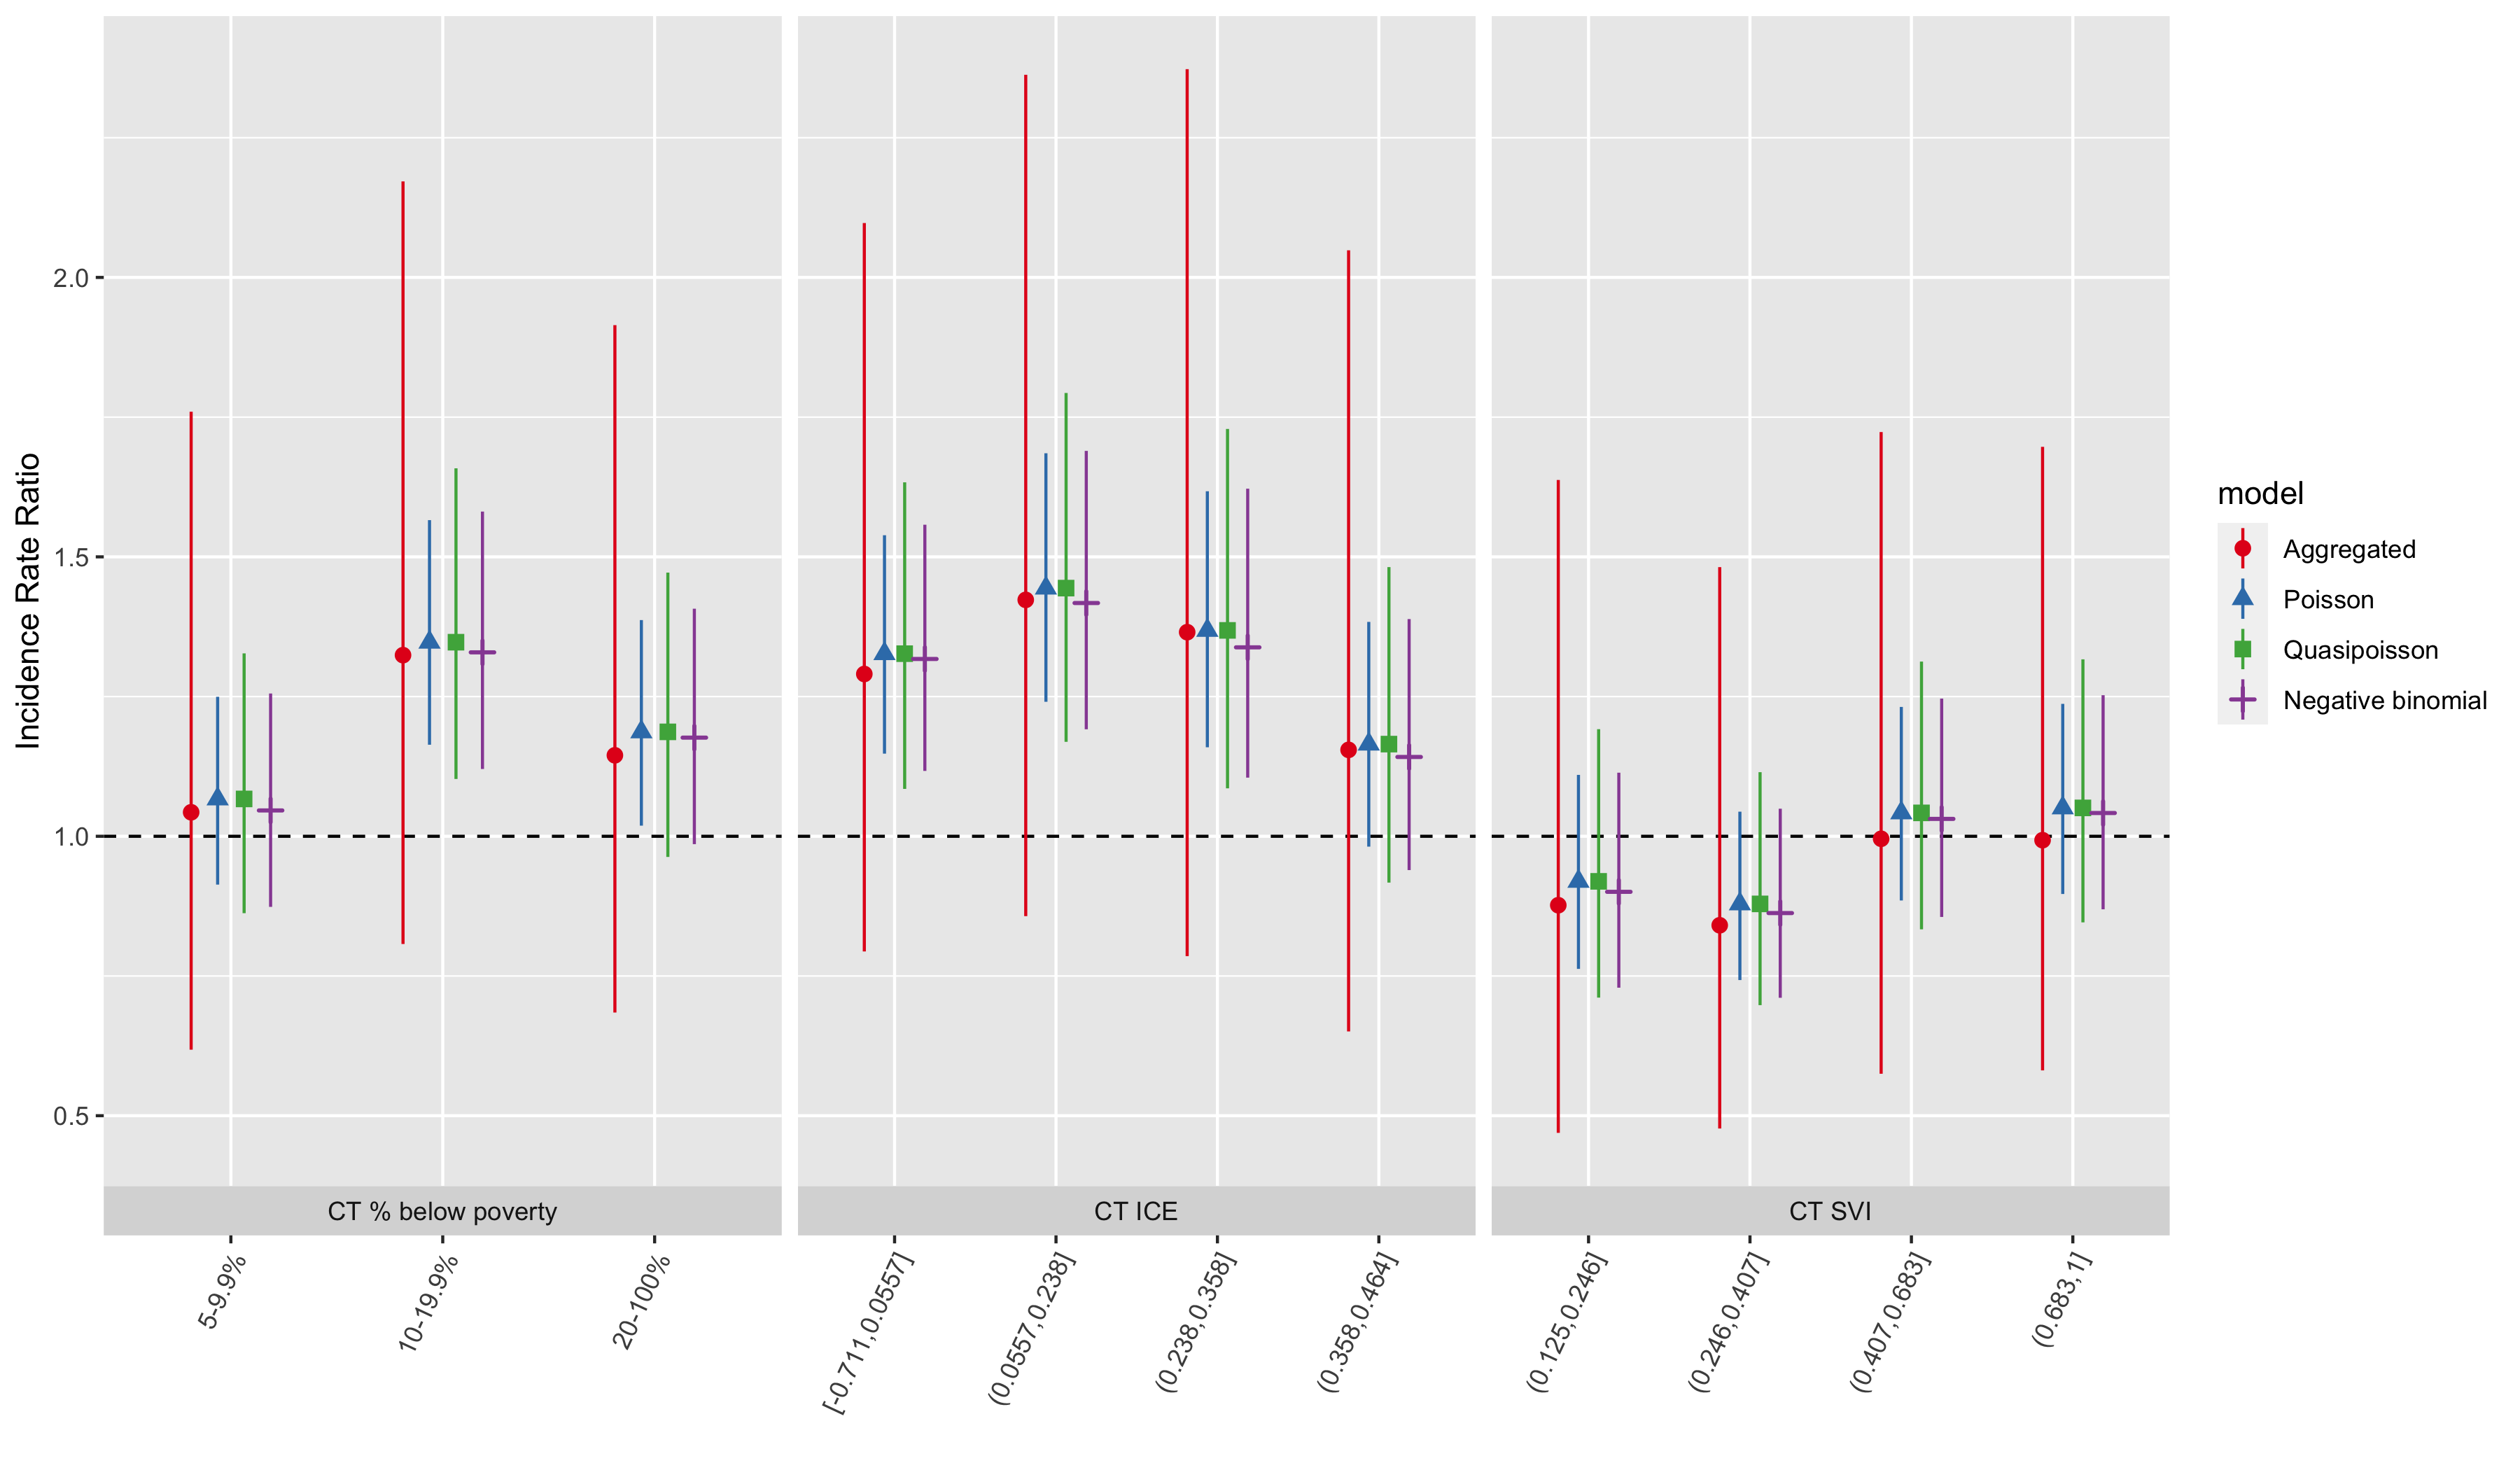 Incidence Rate Ratio
2.0
1.5
1.0
0.5
CT % below poverty
CT ICE
CT SVI
5-9.9%
10-19.9%
20-100%
[-0.711,0.0557]
(0.0557,0.238]
(0.238,0.358]
(0.358,0.464]
(0.125,0.246]
(0.246,0.407]
(0.407,0.683]
(0.683,1]
model
Aggregated
Poisson
Quasipoisson
Negative binomial